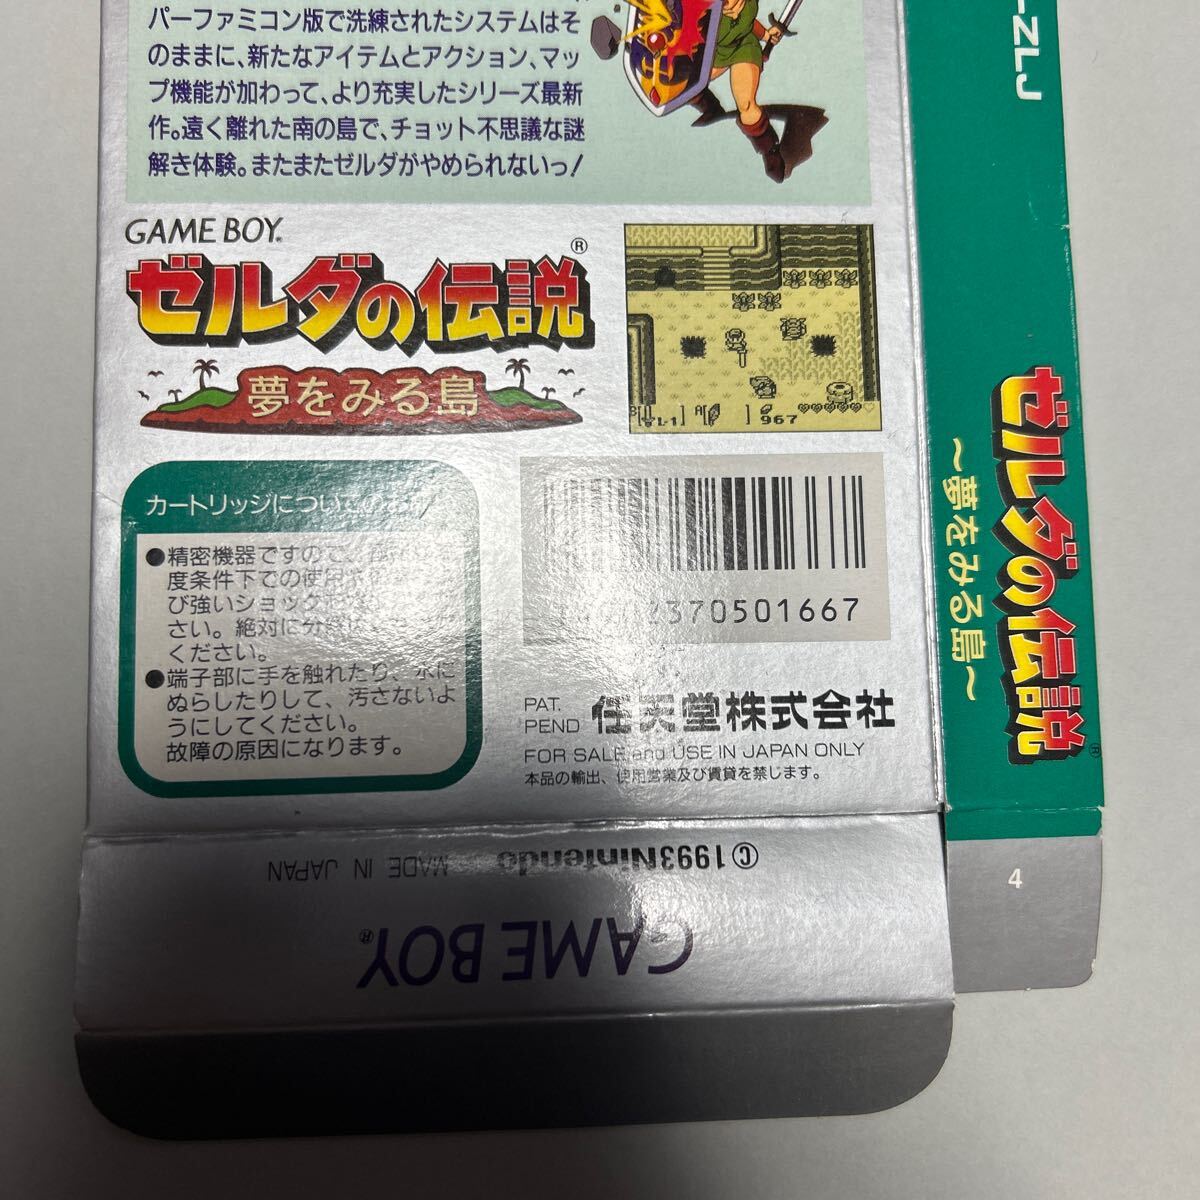 パーファミコン版で洗練されたシステムはそ
のままに、新たなアイテムとアクション、マッ
プ機能が加わって、より充実したシリーズ最新
作。遠く離れた南の島で、チョット不思議な謎
解き体験。またまたゼルダがやめられないっ!
GAME BOY®
ゼルダの伝説®
夢をみる島
B[ L-1] A[ ] 967
カートリッジについてのお
●精密機器ですので、
度条件下での使用や
び強いショック
さい。絶対に分
ください。
●端子部に手を触れたり、水に
ぬらしたりして、汚さないよ
うにしてください。
故障の原因になります。
2370501667
PAT.
PEND
任天堂株式会社
FOR SALE and USE IN JAPAN ONLY
本品の輸出、使用営業及び賃貸を禁じます。
©1993 Nintendo
MADE IN JAPAN
GAME BOY®
-ZLJ
ゼルダの伝説®
~夢をみる島~
4